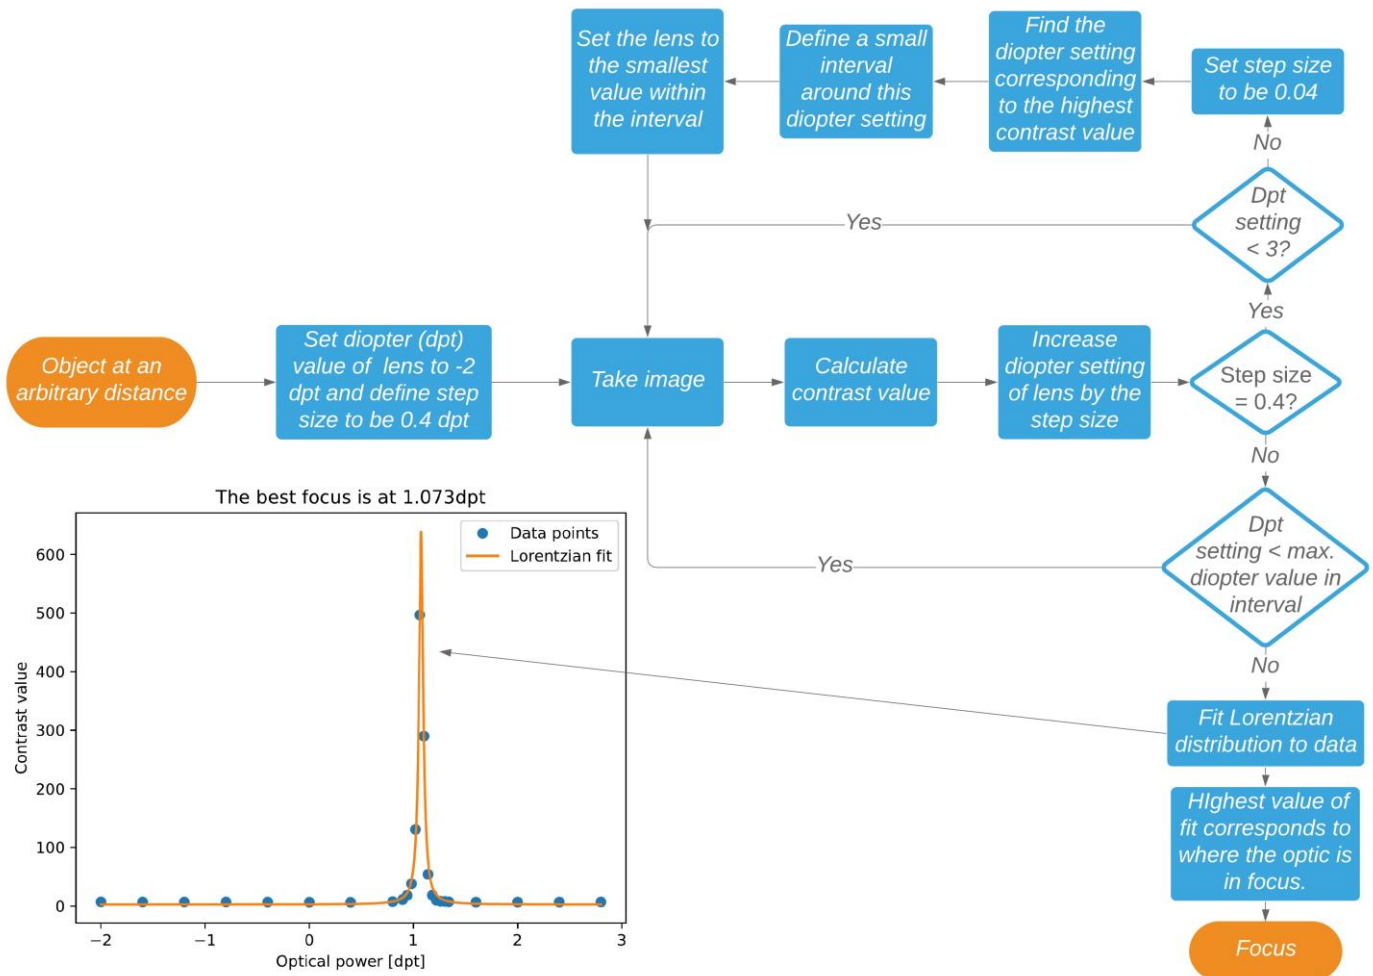 Set the lens to
the smallest
value within
the interval
Define a small
interval
around this
diopter setting
Find the
diopter setting
corresponding
to the highest
contrast value
Set step size
to be 0.04
No
Dpt
setting
< 3?
Yes
Yes
Object at an
arbitrary distance
Set diopter (dpt)
value of lens to -2
dpt and define step
size to be 0.4 dpt
Take image
Calculate
contrast value
Increase
diopter setting
of lens by the
step size
Step size
= 0.4?
No
Dpt
setting < max.
diopter value in
interval
Yes
No
Fit Lorentzian
distribution to data
HIghest value of
fit corresponds to
where the optic is
in focus.
Focus
The best focus is at 1.073dpt
Data points
Lorentzian fit
Contrast value
600
500
400
300
200
100
0
−2 −1 0 1 2 3
Optical power [dpt]